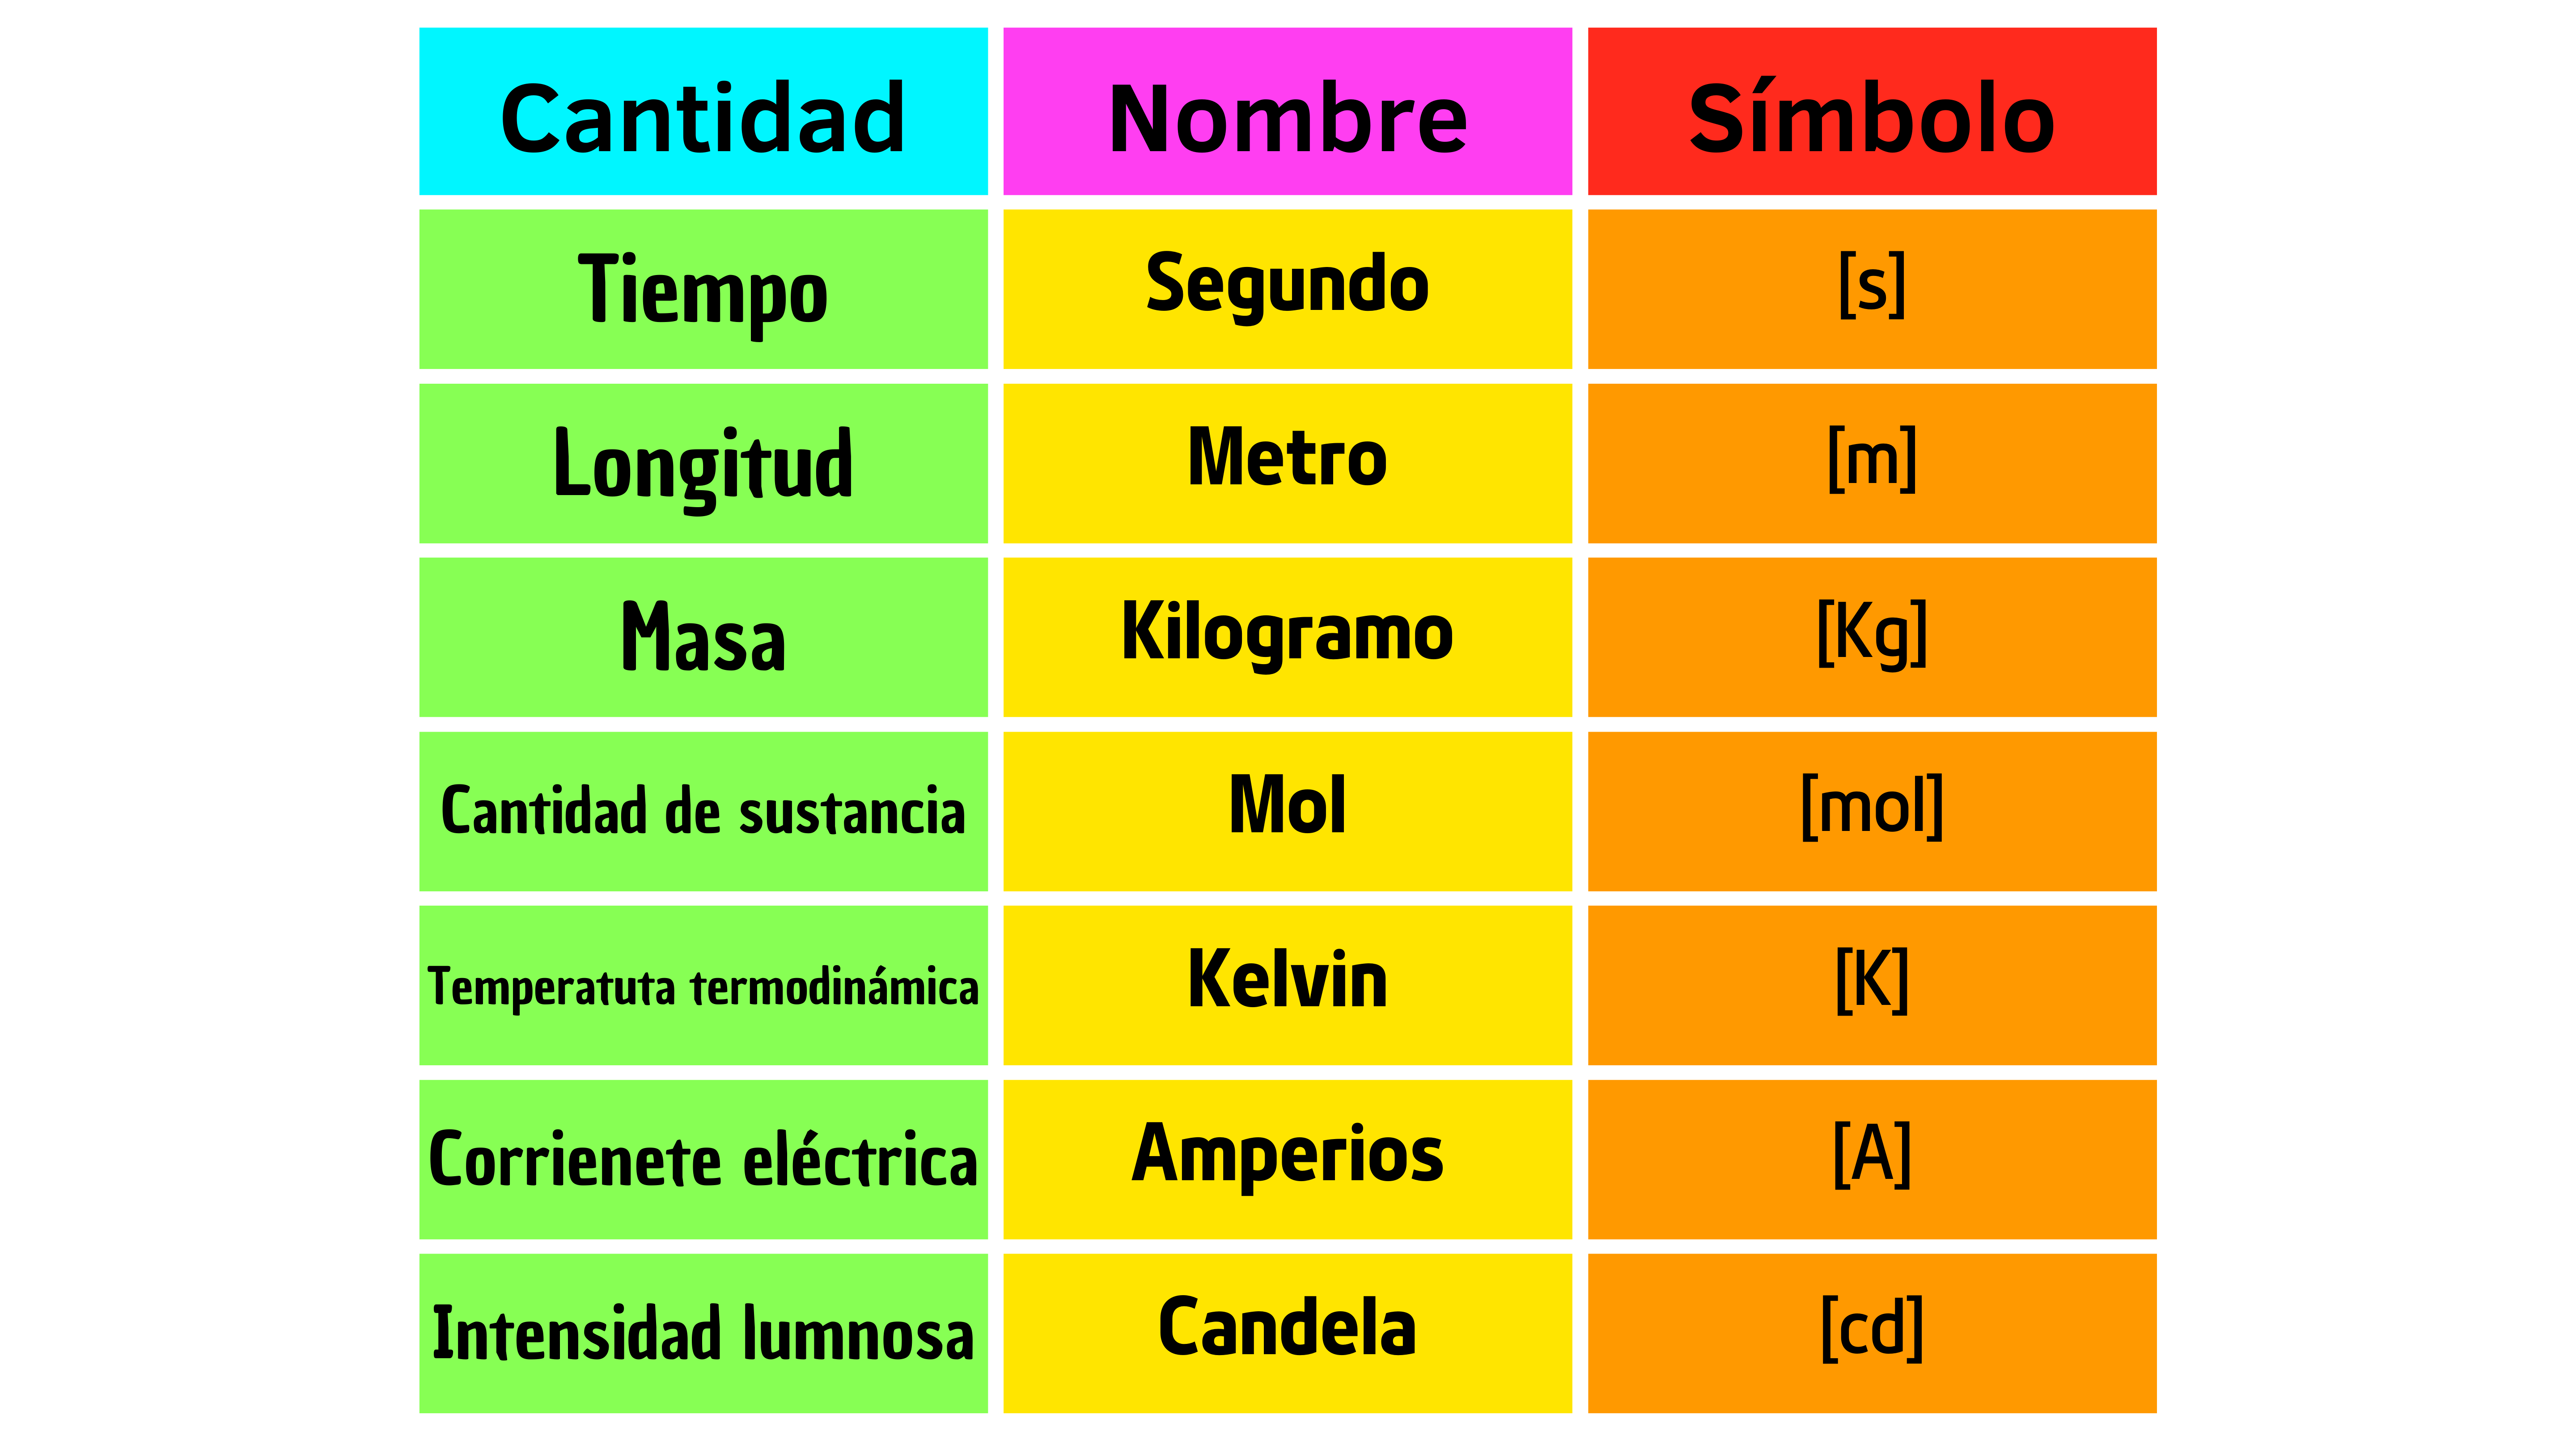 Cantidad Nombre Símbolo
Tiempo Segundo [s]
Longitud Metro [m]
Masa Kilogramo [Kg]
Cantidad de sustancia Mol [mol]
Temperatuta termodinámica Kelvin [K]
Corrienete eléctrica Amperios [A]
Intensidad lumnosa Candela [cd]